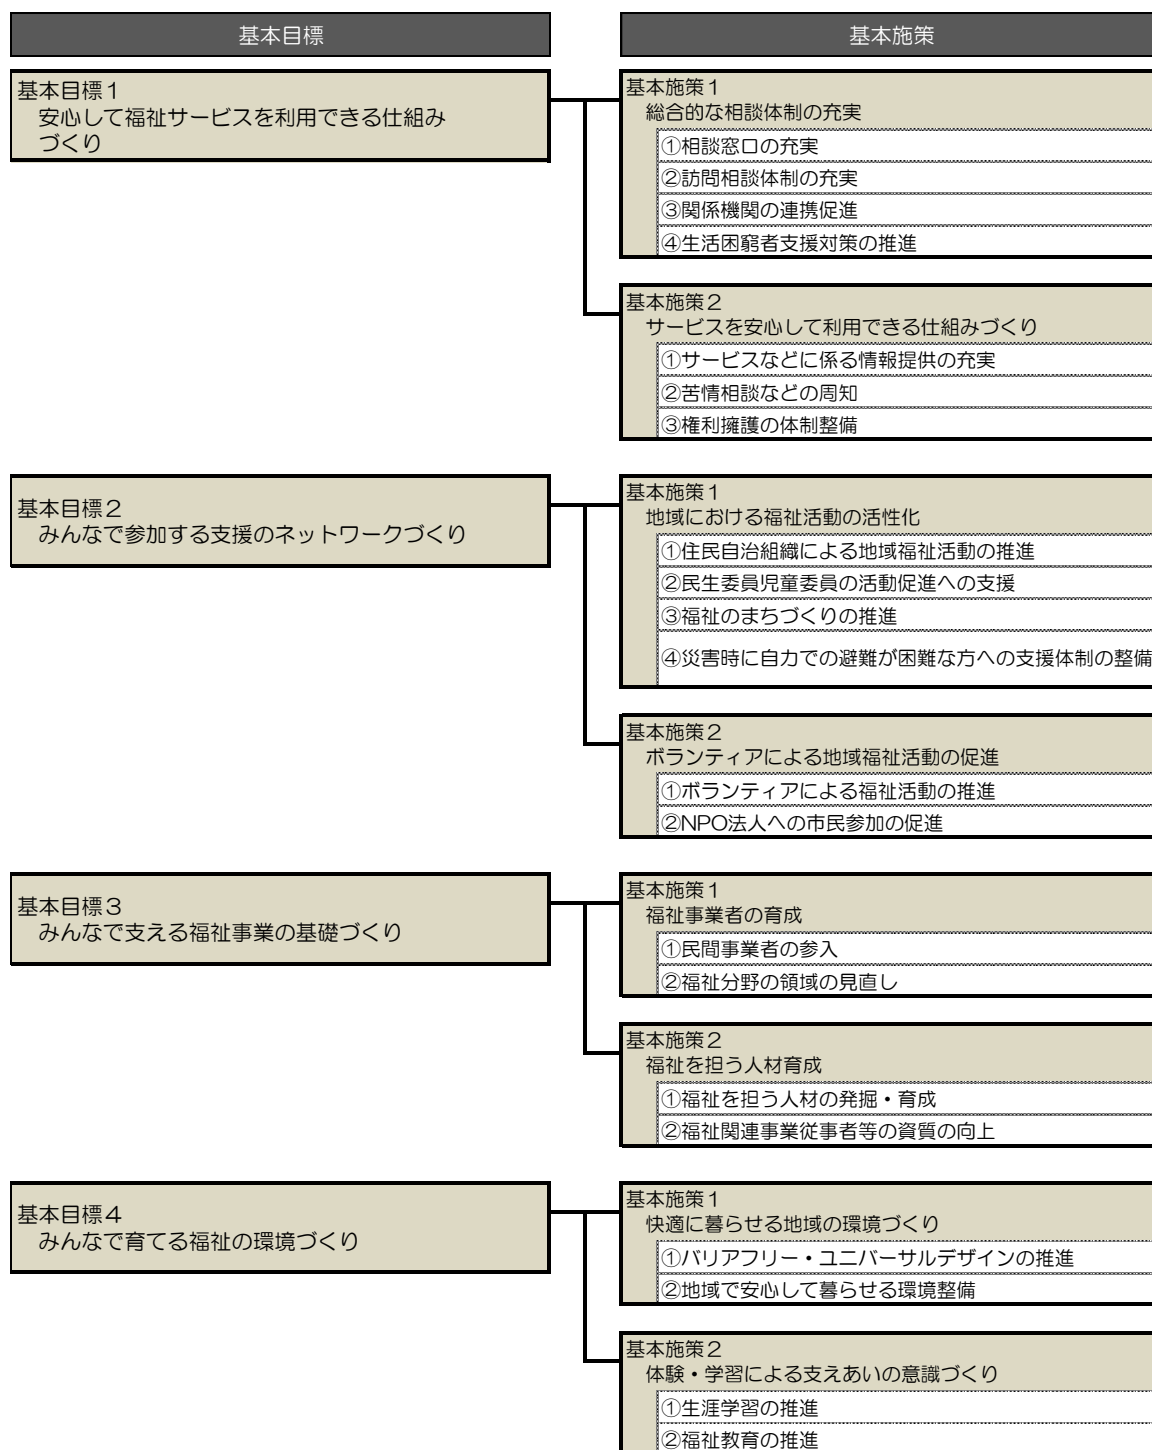 基本目標
基本施策
基本目標１
安心して福祉サービスを利用できる仕組み
づくり
基本施策１
総合的な相談体制の充実
①相談窓口の充実
②訪問相談体制の充実
③関係機関の連携促進
④生活困窮者支援対策の推進
基本施策２
サービスを安心して利用できる仕組みづくり
①サービスなどに係る情報提供の充実
②苦情相談などの周知
③権利擁護の体制整備
基本目標２
みんなで参加する支援のネットワークづくり
基本施策１
地域における福祉活動の活性化
①住民自治組織による地域福祉活動の推進
②民生委員児童委員の活動促進への支援
③福祉のまちづくりの推進
④災害時に自力での避難が困難な方への支援体制の整備
基本施策２
ボランティアによる地域福祉活動の促進
①ボランティアによる福祉活動の推進
②NPO法人への市民参加の促進
基本目標３
みんなで支える福祉事業の基礎づくり
基本施策１
福祉事業者の育成
①民間事業者の参入
②福祉分野の領域の見直し
基本施策２
福祉を担う人材育成
①福祉を担う人材の発掘・育成
②福祉関連事業従事者等の資質の向上
基本目標４
みんなで育てる福祉の環境づくり
基本施策１
快適に暮らせる地域の環境づくり
①バリアフリー・ユニバーサルデザインの推進
②地域で安心して暮らせる環境整備
基本施策２
体験・学習による支えあいの意識づくり
①生涯学習の推進
②福祉教育の推進